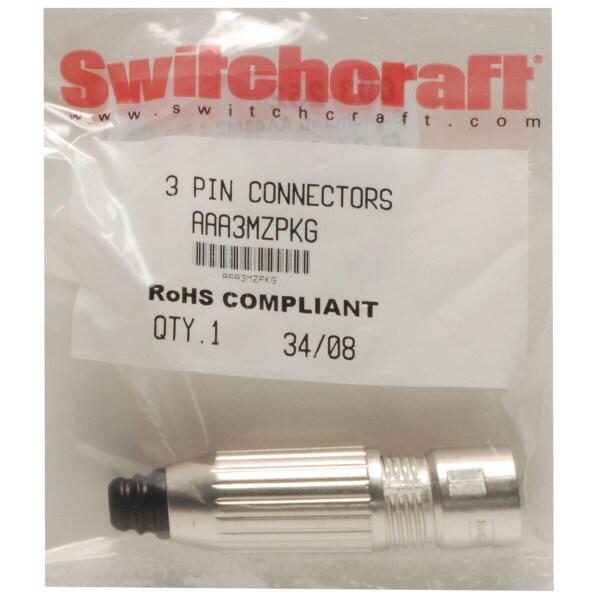 Switchcraft®
www.switchcraft.com
3 PIN CONNECTORS
AAA3MZPKG
AAA3MZPKG
RoHS COMPLIANT
QTY.1 34/08